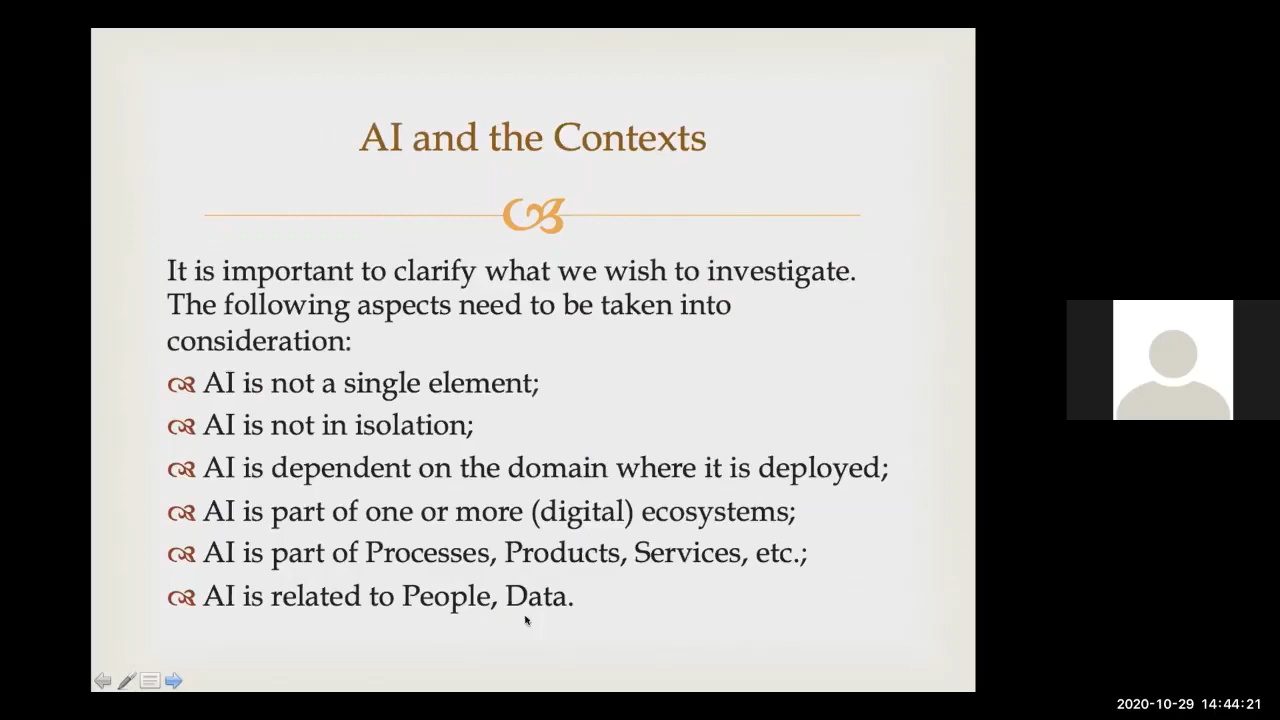 AI and the Contexts
It is important to clarify what we wish to investigate.
The following aspects need to be taken into
consideration:
AI is not a single element;
AI is not in isolation;
AI is dependent on the domain where it is deployed;
AI is part of one or more (digital) ecosystems;
AI is part of Processes, Products, Services, etc.;
AI is related to People, Data.
2020-10-29 14:44:21